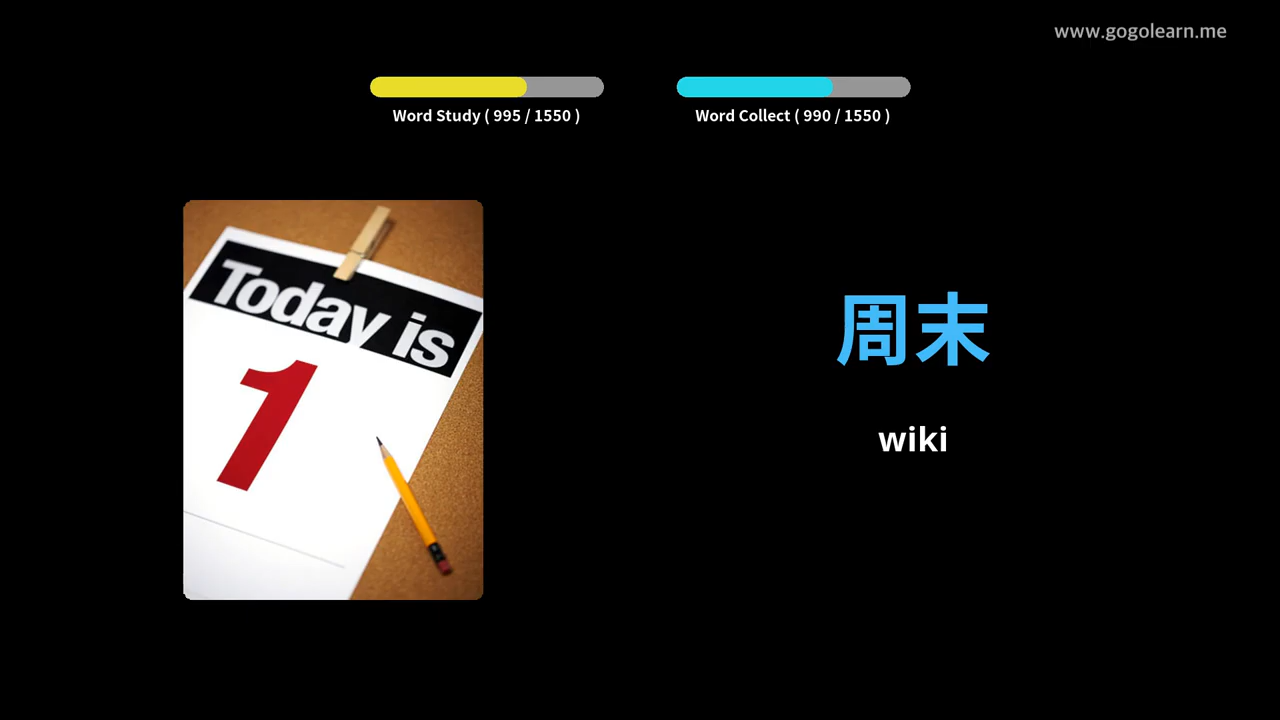 www.gogolearn.me
Word Study ( 995 / 1550 )
Word Collect ( 990 / 1550 )
Today is
1
周末
wiki